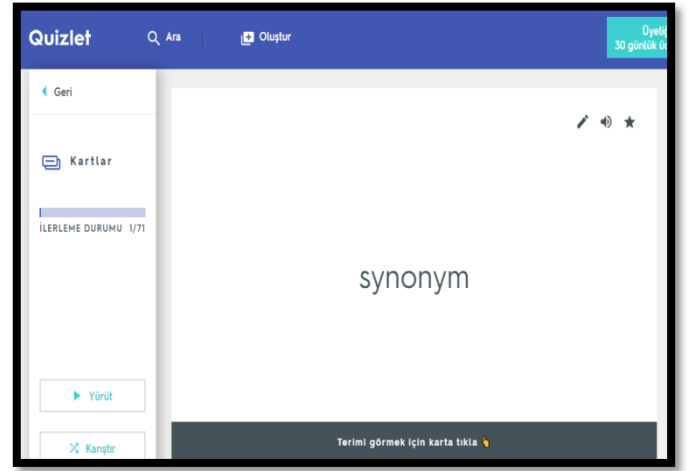 Quizlet
Ara
Oluştur
30 günlük
Geri
Kartlar
İLERLEME DURUMU 1/71
synonym
Yürüt
Karıştır
Terimi görmek için karta tıkla 👆